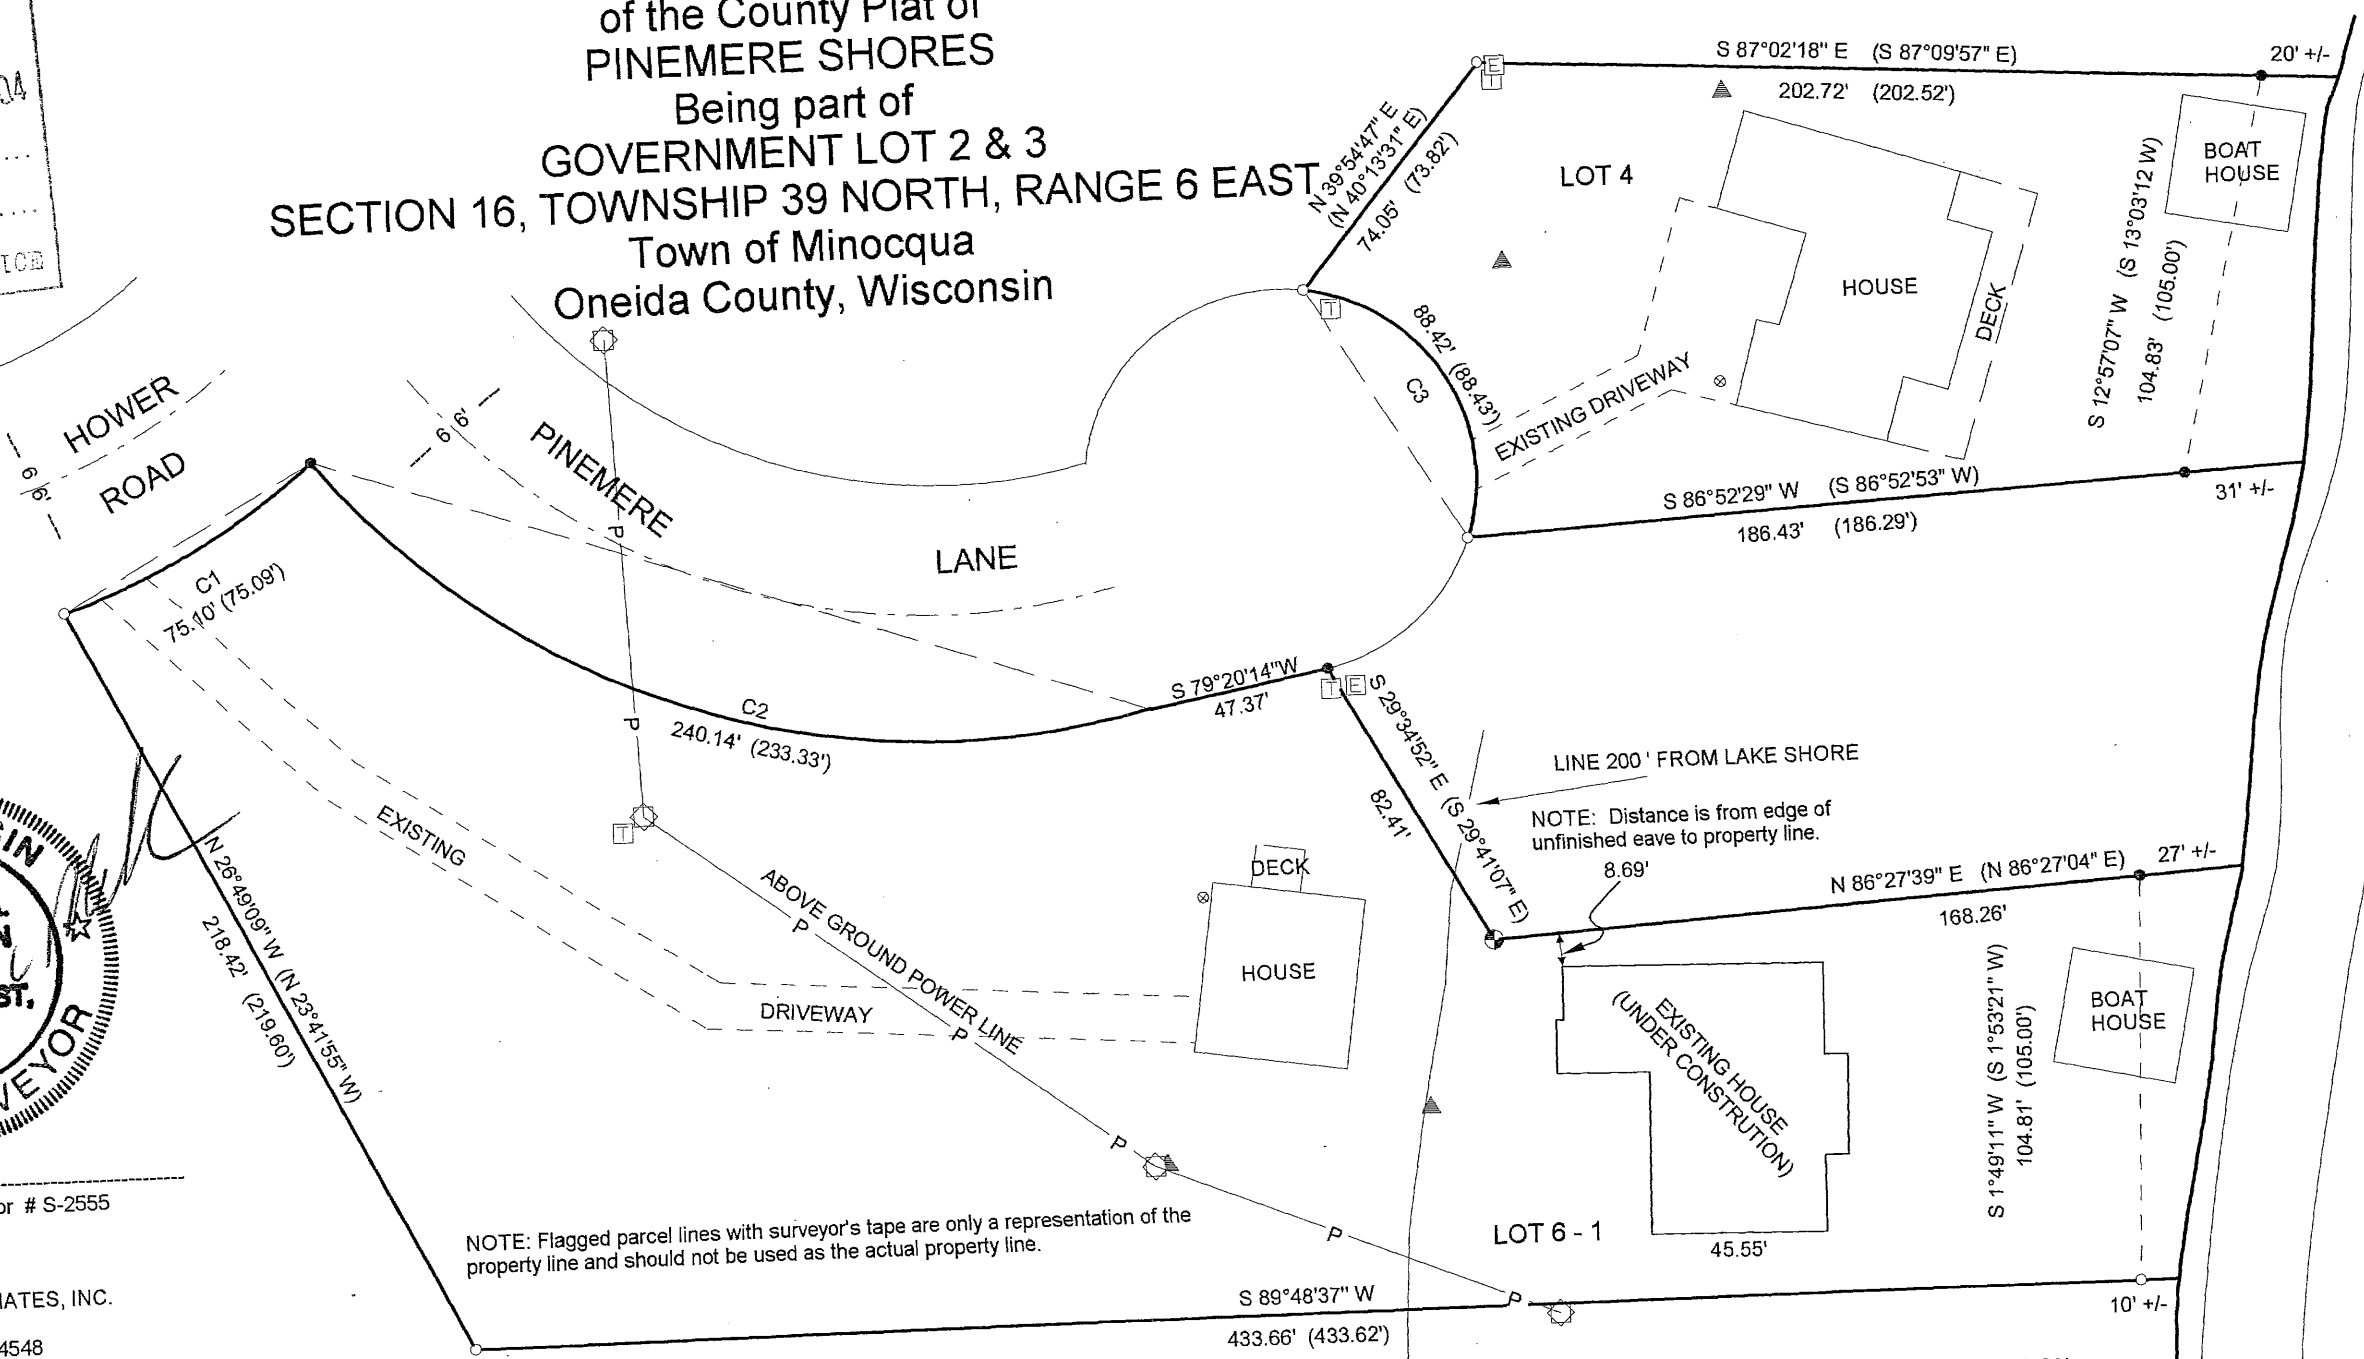 of the County Plat of
PINEMERE SHORES
Being part of
GOVERNMENT LOT 2 & 3
SECTION 16, TOWNSHIP 39 NORTH, RANGE 6 EAST
Town of Minocqua
Oneida County, Wisconsin
04
S 87°02'18" E (S 87°09'57" E)
202.72' (202.52')
20' +/-
E
T
N 39°54'47" E
(N 40°13'31" E)
74.05' (73.82')
LOT 4
BOAT
HOUSE
HOUSE
DECK
S 12°57'07" W (S 13°03'12 W)
104.83' (105.00')
T
88.42' (88.43')
C3
EXISTING DRIVEWAY
S 86°52'29" W (S 86°52'53" W)
186.43' (186.29')
31' +/-
HOWER
ROAD
66'
66'
PINEMERE
LANE
P
P
C1
75.10' (75.09')
C2
240.14' (233.33')
S 79°20'14"W
47.37'
T E
S 29°34'52" E (S 29°41'07" E)
82.41'
LINE 200 ' FROM LAKE SHORE
NOTE: Distance is from edge of
unfinished eave to property line.
8.69'
N 86°27'39" E (N 86°27'04" E)
27' +/-
168.26'
T
EXISTING
DRIVEWAY
ABOVE GROUND POWER LINE
P
P
P
P
P
DECK
HOUSE
N 26°49'09" W (N 23°41'55" W)
218.42' (219.60')
EXISTING HOUSE
(UNDER CONSTRUTION)
BOAT
HOUSE
S 1°49'11" W (S 1°53'21" W)
104.81' (105.00')
LOT 6 - 1
45.55'
NOTE: Flagged parcel lines with surveyor's tape are only a representation of the
property line and should not be used as the actual property line.
S 89°48'37" W
433.66' (433.62')
10' +/-
or # S-2555
IATES, INC.
4548